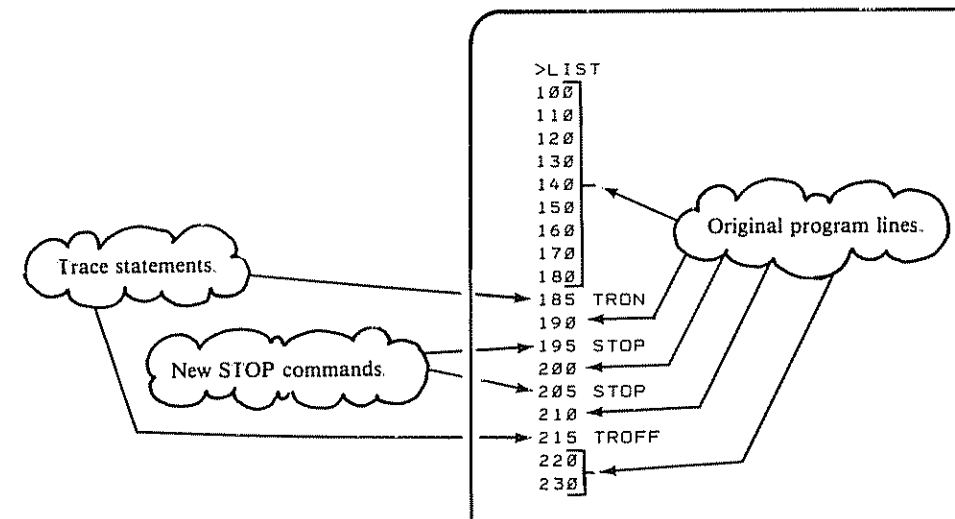 >LIST
100
110
120
130
140
150
160
170
180
185 TRON
190
195 STOP
200
205 STOP
210
215 TROFF
220
230
Original program lines.
Trace statements.
New STOP commands.